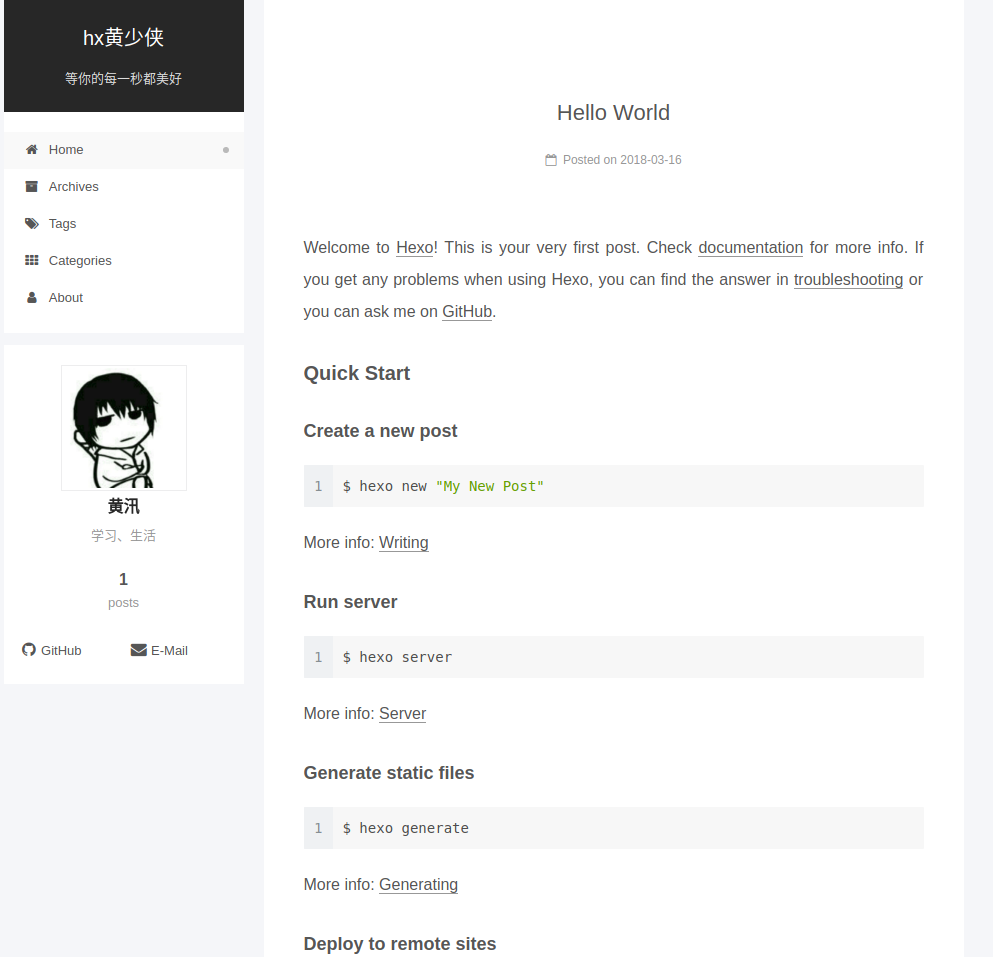 hx黄少侠
等你的每一秒都美好
Home
Archives
Tags
Categories
About
黄汛
学习、生活
1
posts
GitHub
E-Mail
Hello World
Posted on 2018-03-16
Welcome to Hexo! This is your very first post. Check documentation for more info. If
you get any problems when using Hexo, you can find the answer in troubleshooting or
you can ask me on GitHub.
Quick Start
Create a new post
1 $ hexo new "My New Post"
More info: Writing
Run server
1 $ hexo server
More info: Server
Generate static files
1 $ hexo generate
More info: Generating
Deploy to remote sites